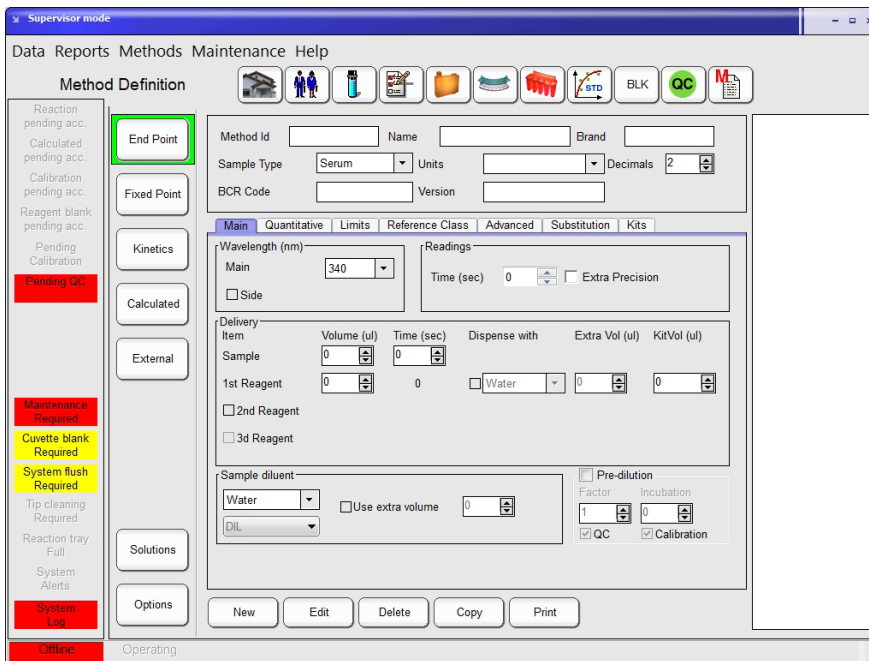 Supervisor mode
Data Reports Methods Maintenance Help
Method Definition
STD
BLK
QC
M
Reaction
pending acc.
Calculated
pending acc.
Calibration
pending acc.
Reagent blank
pending acc.
Pending
Calibration
Pending QC
Maintenance
Required
Cuvette blank
Required
System flush
Required
Tip cleaning
Required
Reaction tray
Full
System
Alerts
System
Log
End Point
Fixed Point
Kinetics
Calculated
External
Solutions
Options
Method Id Name Brand
Sample Type Serum Units Decimals 2
BCR Code Version
Main Quantitative Limits Reference Class Advanced Substitution Kits
Wavelength (nm)
Main 340
Side
Readings
Time (sec) 0 Extra Precision
Delivery
Item Volume (ul) Time (sec) Dispense with Extra Vol (ul) KitVol (ul)
Sample 0 0
1st Reagent 0 0 Water 0 0
2nd Reagent
3d Reagent
Sample diluent
Water Use extra volume 0
DIL
Pre-dilution
Factor Incubation
1 0
QC Calibration
New Edit Delete Copy Print
Offline Operating